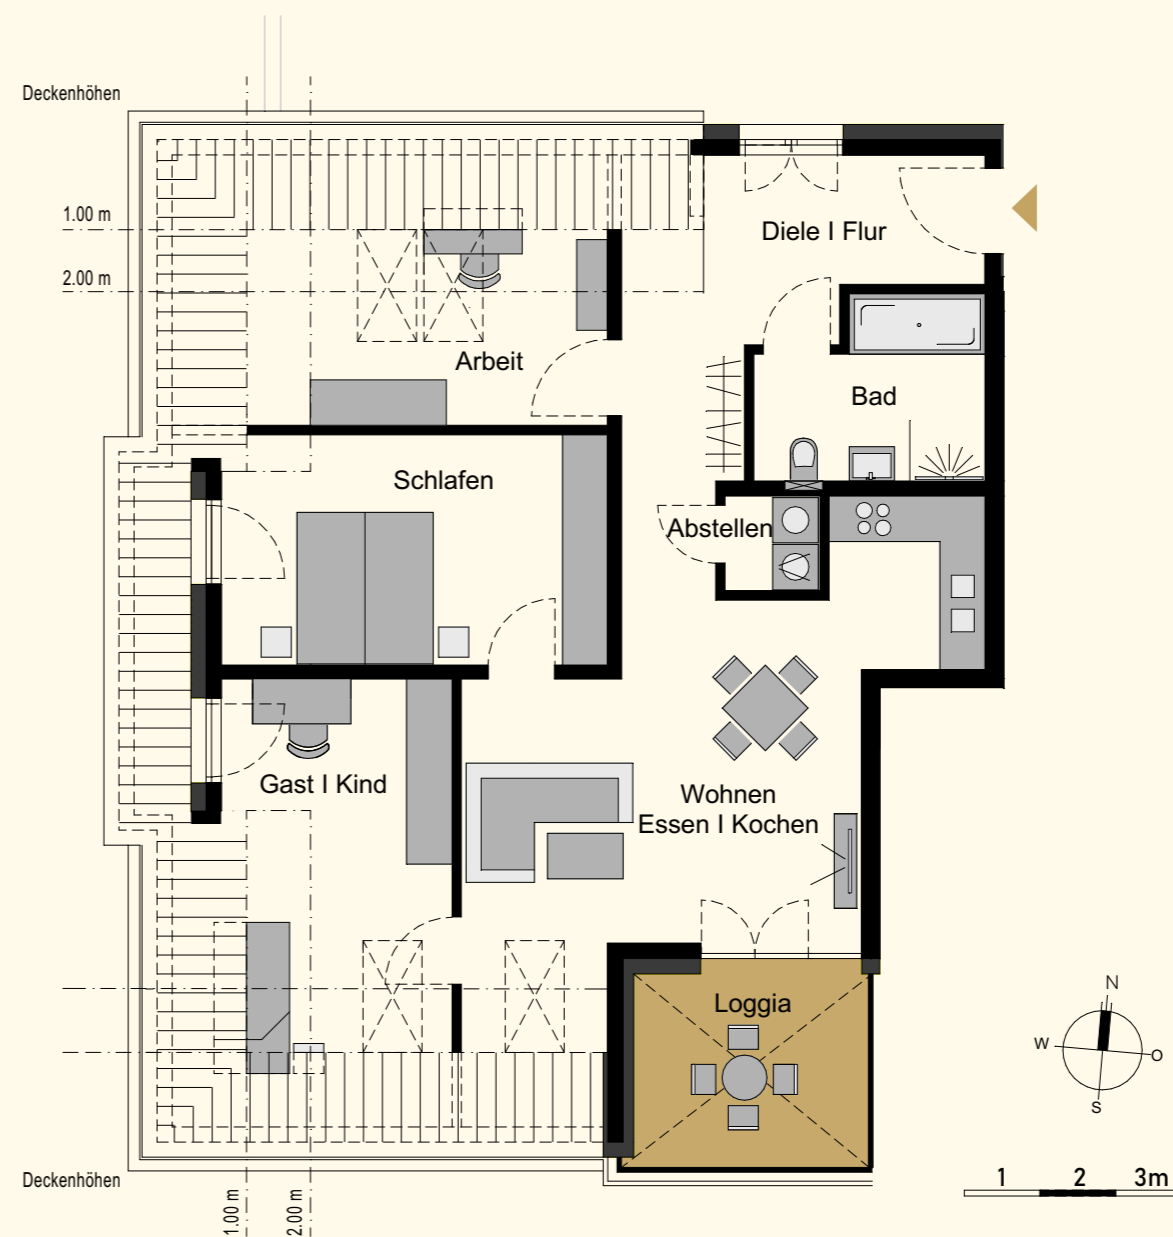 Deckenhöhen
1.00 m
2.00 m
Diele I Flur
Arbeit
Bad
Schlafen
Abstellen
Gast I Kind
Wohnen
Essen I Kochen
Loggia
N
W
O
S
Deckenhöhen
1.00 m
2.00 m
1 2 3m